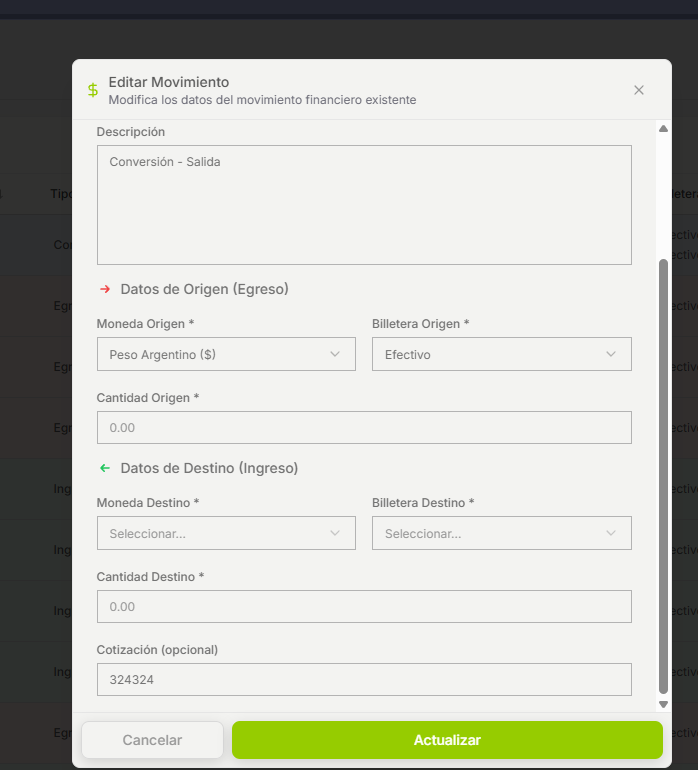 Editar Movimiento
Modifica los datos del movimiento financiero existente
Descripción
Conversión - Salida
Datos de Origen (Egreso)
Moneda Origen * Billetera Origen *
Peso Argentino ($) Efectivo
Cantidad Origen *
0.00
Datos de Destino (Ingreso)
Moneda Destino * Billetera Destino *
Seleccionar... Seleccionar...
Cantidad Destino *
0.00
Cotización (opcional)
324324
Cancelar Actualizar